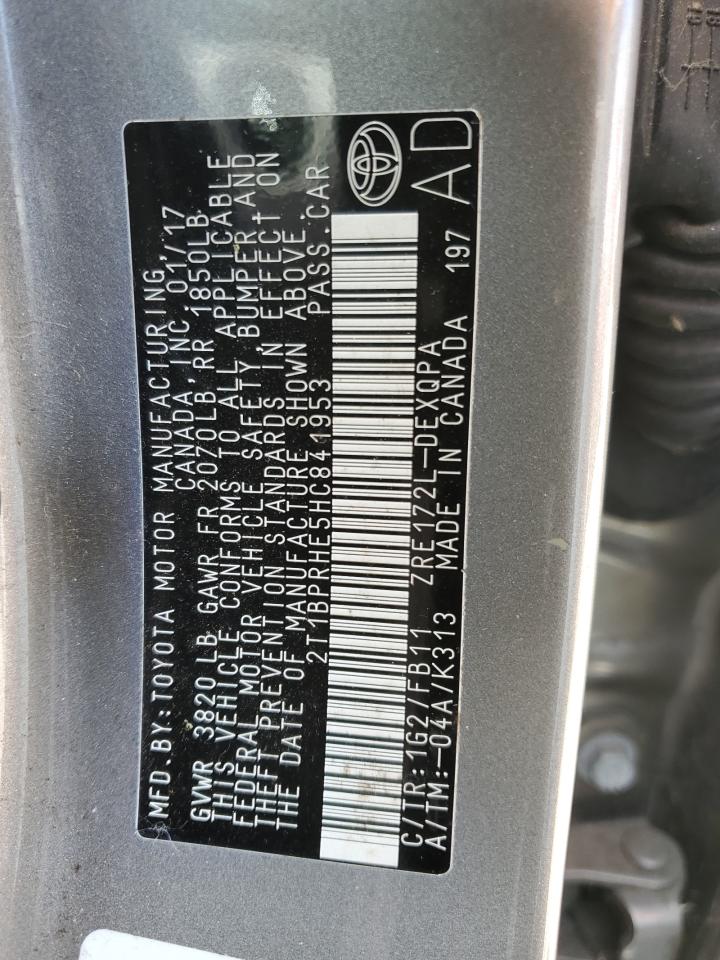 MFD.BY:TOYOTA MOTOR MANUFACTURING,
CANADA, INC. 01/17
GVWR 3820 LB GAWR FR 2070 LB, RR 1850LB
THIS VEHICLE CONFORMS TO ALL APPLICABLE
FEDERAL MOTOR VEHICLE SAFETY, BUMPER AND
THEFT PREVENTION STANDARDS IN EFFECT ON
THE DATE OF MANUFACTURE SHOWN ABOVE.
2T1BPRHE5HC841953 PASS.CAR
C/TR:1G2/FB11 ZRE172L-DEXQPA
A/TM:-04A/K313 MADE IN CANADA 197
AD